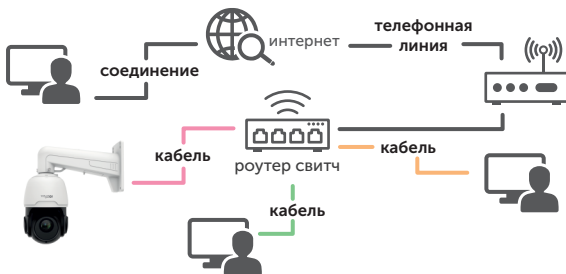 телефонная
линия
интернет
соединение
кабель
роутер свитч
кабель
кабель